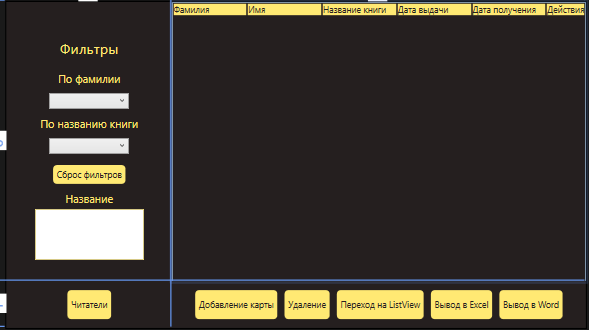 Фильтры
По фамилии
По названию книги
Сброс фильтров
Название
Фамилия Имя Название книги Дата выдачи Дата получения Действия
Читатели Добавление карты Удаление Переход на ListView Вывод в Excel Вывод в Word